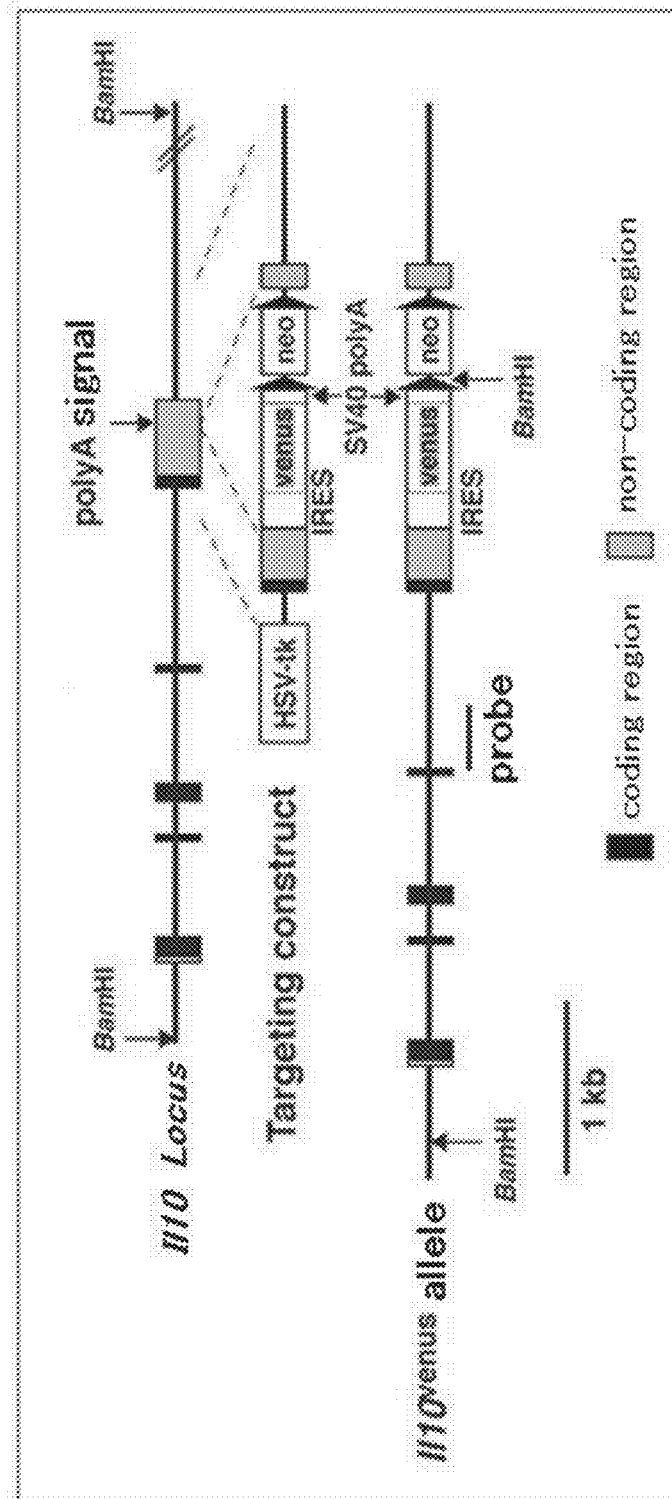 BamHI
polyA signal
BamHI
Il10 Locus
HSV-tk
IRES
venus
neo
Targeting construct
SV40 polyA
IRES
venus
neo
BamHI
probe
BamHI
Il10venus allele
1 kb
coding region
non-coding region